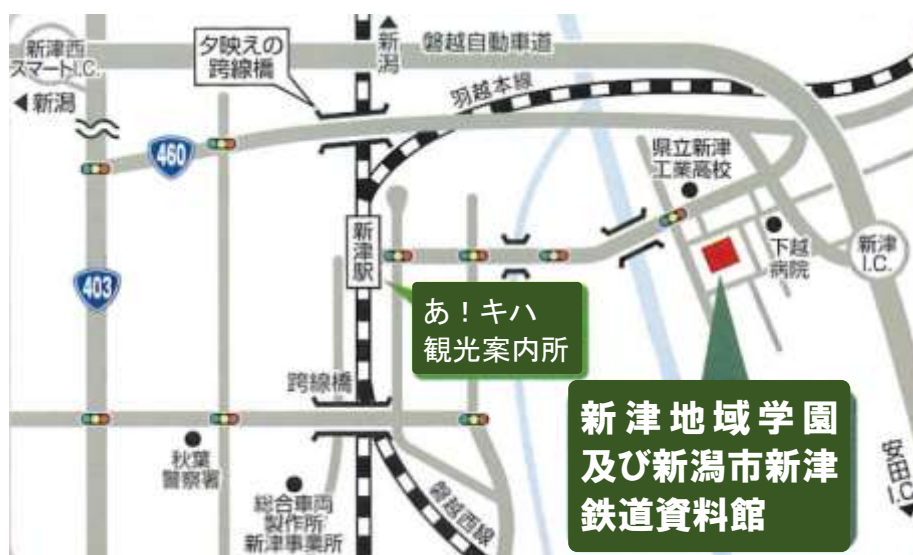 新津西
スマートI.C.
◀新潟
夕映えの
跨線橋
▲新潟
磐越自動車道
羽越本線
460
403
県立新津
工業高校
新津駅
下越
病院
新津
I.C.
あ！キハ
観光案内所
跨線橋
新津地域学園
及び新潟市新津
鉄道資料館
秋葉
警察署
総合車両
製作所
新津事業所
磐越西線
安田I.C.▼